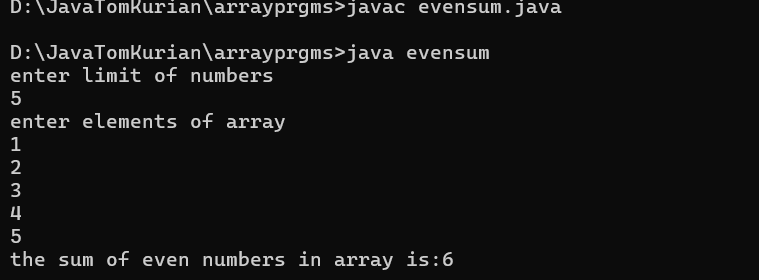 D:\JavaTomKurian\arrayprgms>javac evensum.java
D:\JavaTomKurian\arrayprgms>java evensum
enter limit of numbers
5
enter elements of array
1
2
3
4
5
the sum of even numbers in array is:6